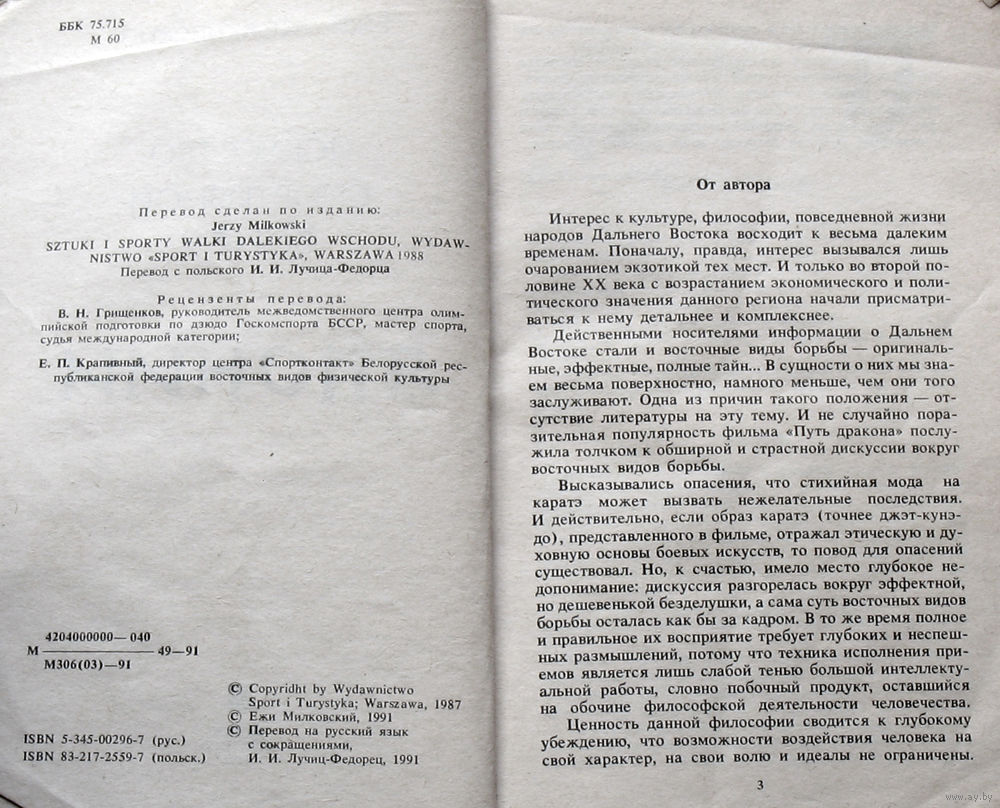 ББК 75.715
М 60
Перевод сделан по изданию:
Jerzy Milkowski
SZTUKI I SPORTY WALKI DALEKIEGO WSCHODU, WYDAW-
NISTWO «SPORT I TURYSTYKA», WARSZAWA 1988
Перевод с польского И. И. Лучица-Федорца
Рецензенты перевода:
В. Н. Грищенков, руководитель межведомственного центра олим-
пийской подготовки по дзюдо Госкомспорта БССР, мастер спорта,
судья международной категории;
Е. П. Крапивный, директор центра «Спортконтакт» Белорусской рес-
публиканской федерации восточных видов физической культуры
4204000000—040
М ———————— 49—91
М306(03)—91
© Copyridht by Wydawnictwo
Sport i Turystyka; Warszawa, 1987
© Ежи Милковский, 1991
© Перевод на русский язык
с сокращениями,
И. И. Лучиц-Федорец, 1991
ISBN 5-345-00296-7 (рус.)
ISBN 83-217-2559-7 (польск.)
От автора
Интерес к культуре, философии, повседневной жизни
народов Дальнего Востока восходит к весьма далеким
временам. Поначалу, правда, интерес вызывался лишь
очарованием экзотикой тех мест. И только во второй по-
ловине XX века с возрастанием экономического и поли-
тического значения данного региона начали присматри-
ваться к нему детальнее и комплекснее.
Действенными носителями информации о Дальнем
Востоке стали и восточные виды борьбы — оригиналь-
ные, эффектные, полные тайн... В сущности о них мы зна-
ем весьма поверхностно, намного меньше, чем они того
заслуживают. Одна из причин такого положения — от-
сутствие литературы на эту тему. И не случайно пора-
зительная популярность фильма «Путь дракона» послу-
жила толчком к обширной и страстной дискуссии вокруг
восточных видов борьбы.
Высказывались опасения, что стихийная мода на
каратэ может вызвать нежелательные последствия.
И действительно, если образ каратэ (точнее джэт-кунэ-
до), представленного в фильме, отражал этическую и ду-
ховную основы боевых искусств, то повод для опасений
существовал. Но, к счастью, имело место глубокое не-
допонимание: дискуссия разгорелась вокруг эффектной,
но дешевенькой безделушки, а сама суть восточных видов
борьбы осталась как бы за кадром. В то же время полное
и правильное их восприятие требует глубоких и неспеш-
ных размышлений, потому что техника исполнения при-
емов является лишь слабой тенью большой интеллекту-
альной работы, словно побочный продукт, оставшийся
на обочине философской деятельности человечества.
Ценность данной философии сводится к глубокому
убеждению, что возможности воздействия человека на
свой характер, на свои волю и идеалы не ограничены.
3
www.ay.by